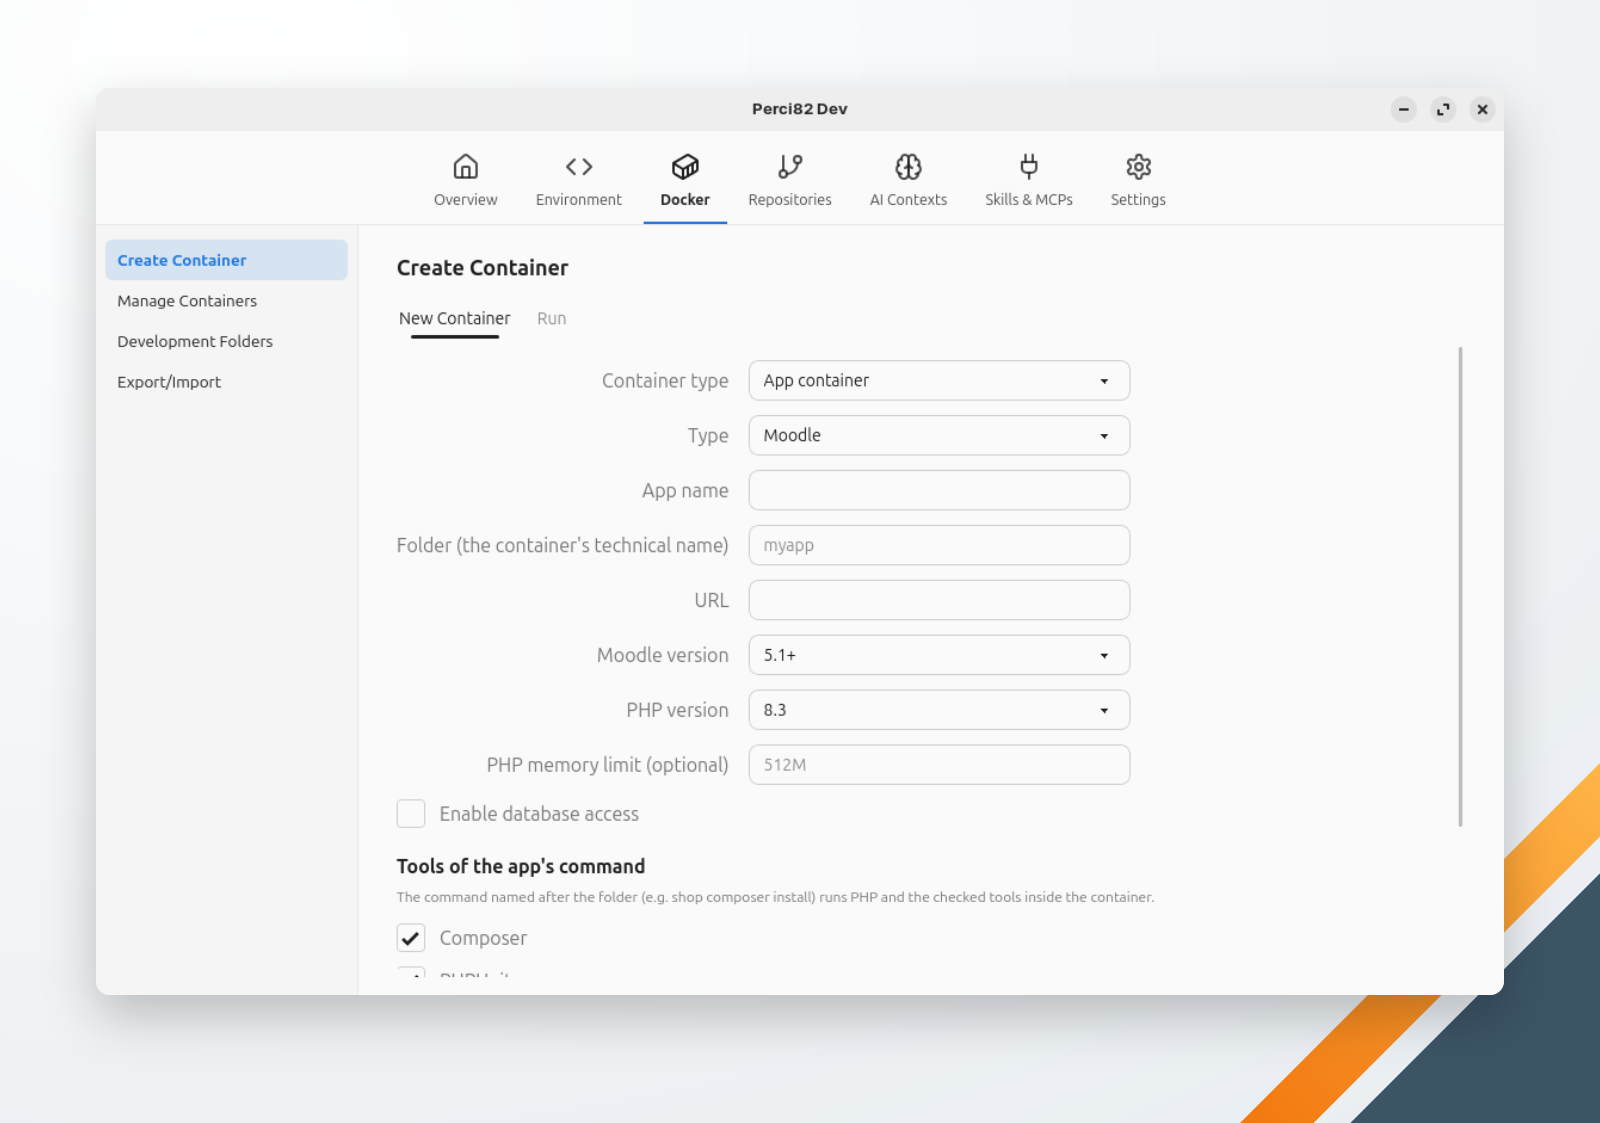 Perci82 Dev
Overview
Environment
Docker
Repositories
AI Contexts
Skills & MCPs
Settings
Create Container
Manage Containers
Development Folders
Export/Import
Create Container
New Container
Run
Container type
App container
Type
Moodle
App name
Folder (the container's technical name)
myapp
URL
Moodle version
5.1+
PHP version
8.3
PHP memory limit (optional)
512M
Enable database access
Tools of the app's command
The command named after the folder (e.g. shop composer install) runs PHP and the checked tools inside the container.
Composer